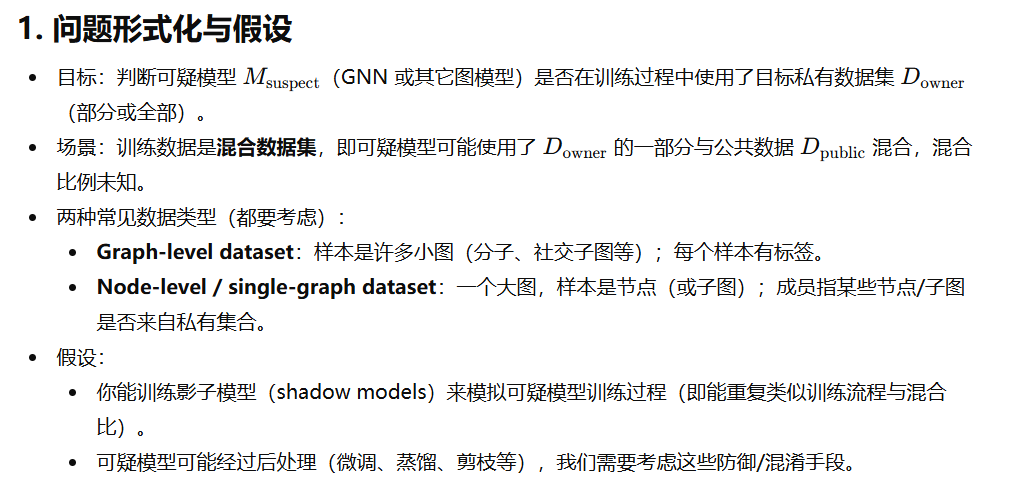 1. 问题形式化与假设
目标：判断可疑模型 M_suspect（GNN 或其它图模型）是否在训练过程中使用了目标私有数据集 D_owner
（部分或全部）。
场景：训练数据是混合数据集，即可疑模型可能使用了 D_owner 的一部分与公共数据 D_public 混合，混合
比例未知。
两种常见数据类型（都要考虑）：
Graph-level dataset：样本是许多小图（分子、社交子图等）；每个样本有标签。
Node-level / single-graph dataset：一个大图，样本是节点（或子图）；成员指某些节点/子图
是否来自私有集合。
假设：
你能训练影子模型（shadow models）来模拟可疑模型训练过程（即能重复类似训练流程与混合
比）。
可疑模型可能经过后处理（微调、蒸馏、剪枝等），我们需要考虑这些防御/混淆手段。